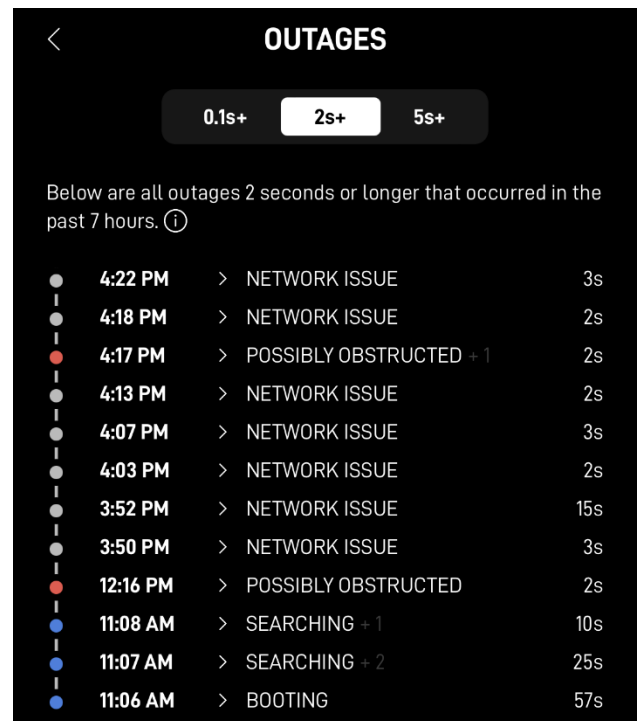 OUTAGES
0.1s+ 2s+ 5s+
Below are all outages 2 seconds or longer that occurred in the
past 7 hours.
4:22 PM > NETWORK ISSUE 3s
4:18 PM > NETWORK ISSUE 2s
4:17 PM > POSSIBLY OBSTRUCTED + 1 2s
4:13 PM > NETWORK ISSUE 2s
4:07 PM > NETWORK ISSUE 3s
4:03 PM > NETWORK ISSUE 2s
3:52 PM > NETWORK ISSUE 15s
3:50 PM > NETWORK ISSUE 3s
12:16 PM > POSSIBLY OBSTRUCTED 2s
11:08 AM > SEARCHING + 1 10s
11:07 AM > SEARCHING + 2 25s
11:06 AM > BOOTING 57s